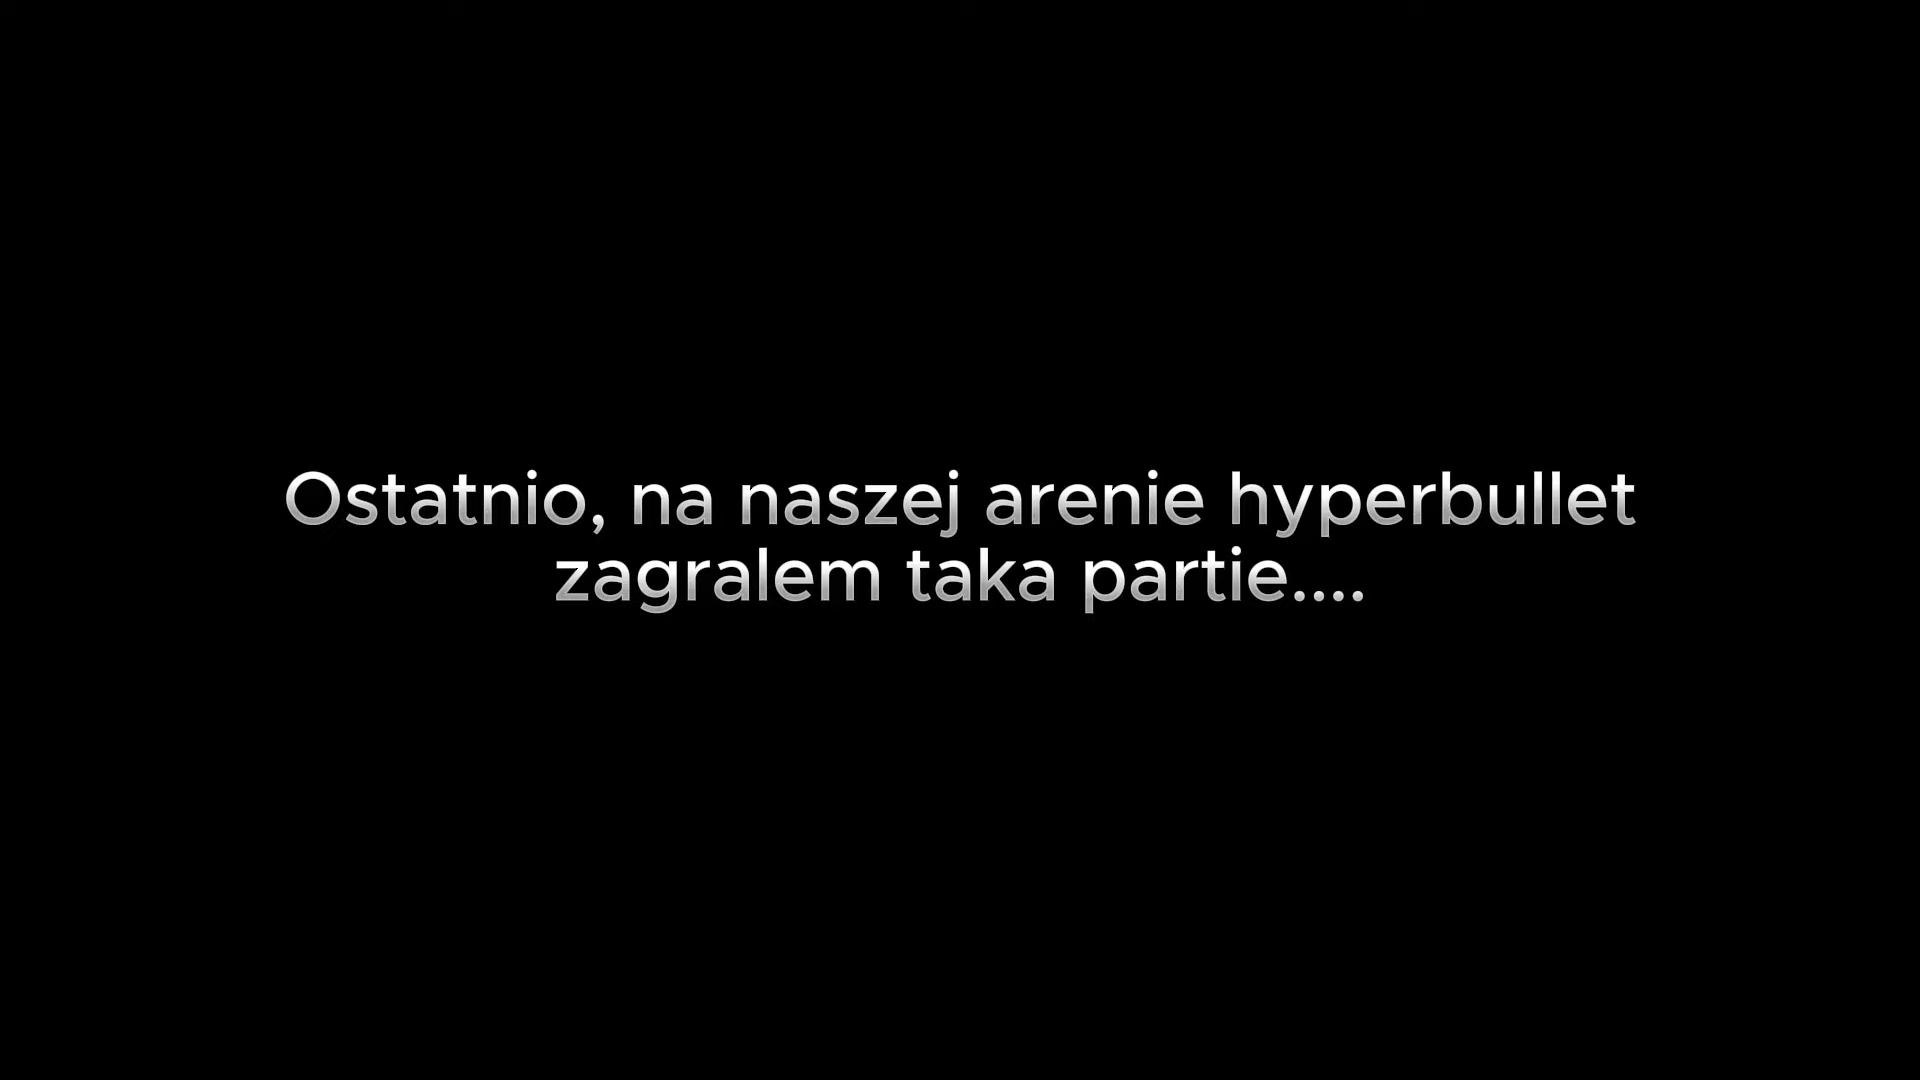 Ostatnio, na naszej arenie hyperbullet
zagralem taka partie....